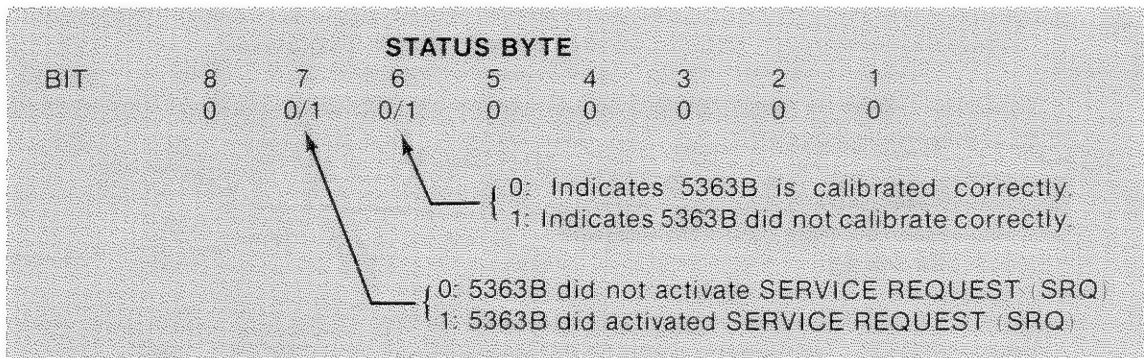 STATUS BYTE
BIT 8 7 6 5 4 3 2 1
0 0/1 0/1 0 0 0 0 0
0: Indicates 5363B is calibrated correctly.
1: Indicates 5363B did not calibrate correctly.
0: 5363B did not activate SERVICE REQUEST (SRQ)
1: 5363B did activated SERVICE REQUEST (SRQ)